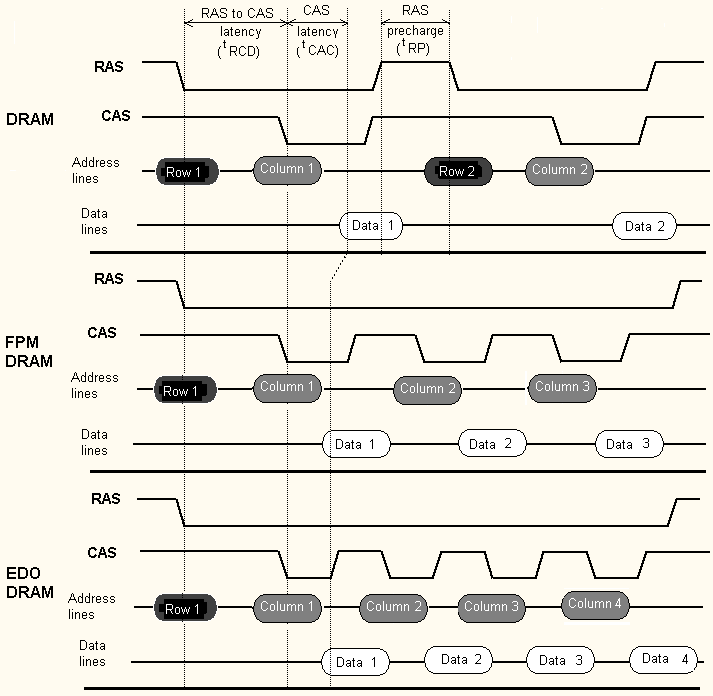 RAS to CAS
latency
(tRCD)
CAS
latency
(tCAC)
RAS
precharge
(tRP)
DRAM
RAS
CAS
Address
lines
Row 1
Column 1
Row 2
Column 2
Data
lines
Data 1
Data 2
FPM
DRAM
RAS
CAS
Address
lines
Row 1
Column 1
Column 2
Column 3
Data
lines
Data 1
Data 2
Data 3
EDO
DRAM
RAS
CAS
Address
lines
Row 1
Column 1
Column 2
Column 3
Column 4
Data
lines
Data 1
Data 2
Data 3
Data 4